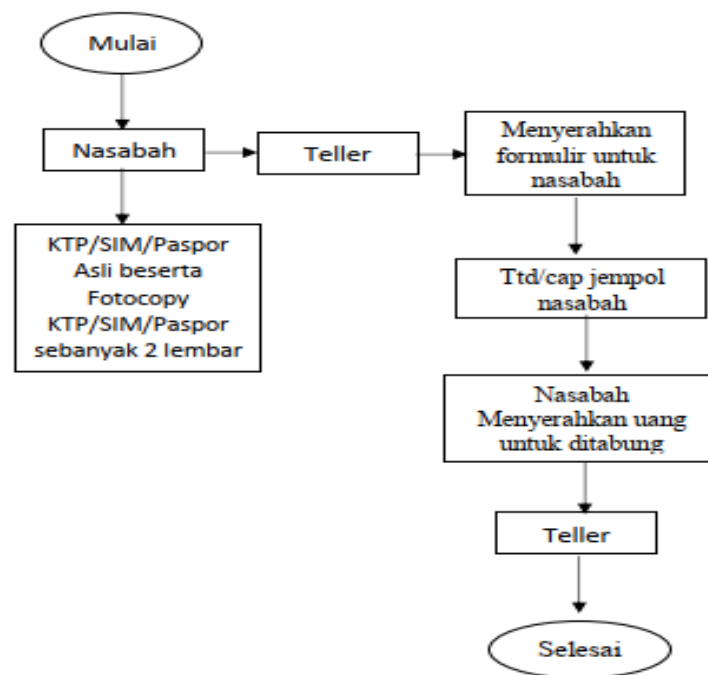 Mulai
Nasabah
Teller
Menyerahkan
formulir untuk
nasabah
KTP/SIM/Paspor
Asli beserta
Fotocopy
KTP/SIM/Paspor
sebanyak 2 lembar
Ttd/cap jempol
nasabah
Nasabah
Menyerahkan uang
untuk ditabung
Teller
Selesai